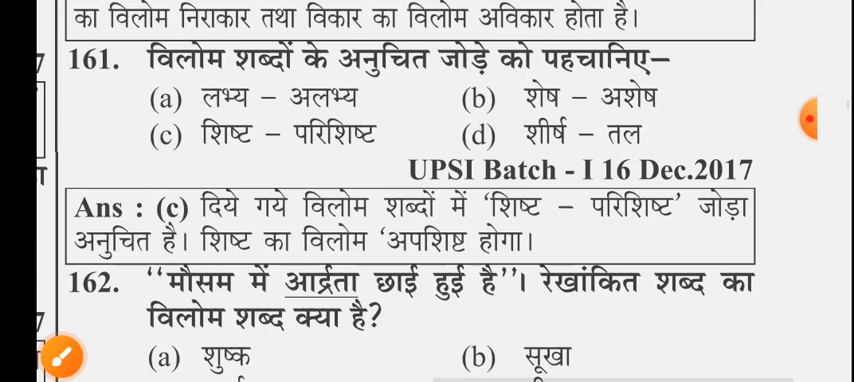 का विलोम निराकार तथा विकार का विलोम अविकार होता है।
161. विलोम शब्दों के अनुचित जोड़े को पहचानिए–
(a) लभ्य – अलभ्य (b) शेष – अशेष
(c) शिष्ट – परिशिष्ट (d) शीर्ष – तल
UPSI Batch - I 16 Dec.2017
Ans : (c) दिये गये विलोम शब्दों में ‘शिष्ट – परिशिष्ट’ जोड़ा
अनुचित है। शिष्ट का विलोम ‘अपशिष्ट होगा।
162. ‘‘मौसम में आर्द्रता छाई हुई है’’। रेखांकित शब्द का
विलोम शब्द क्या है?
(a) शुष्क (b) सूखा